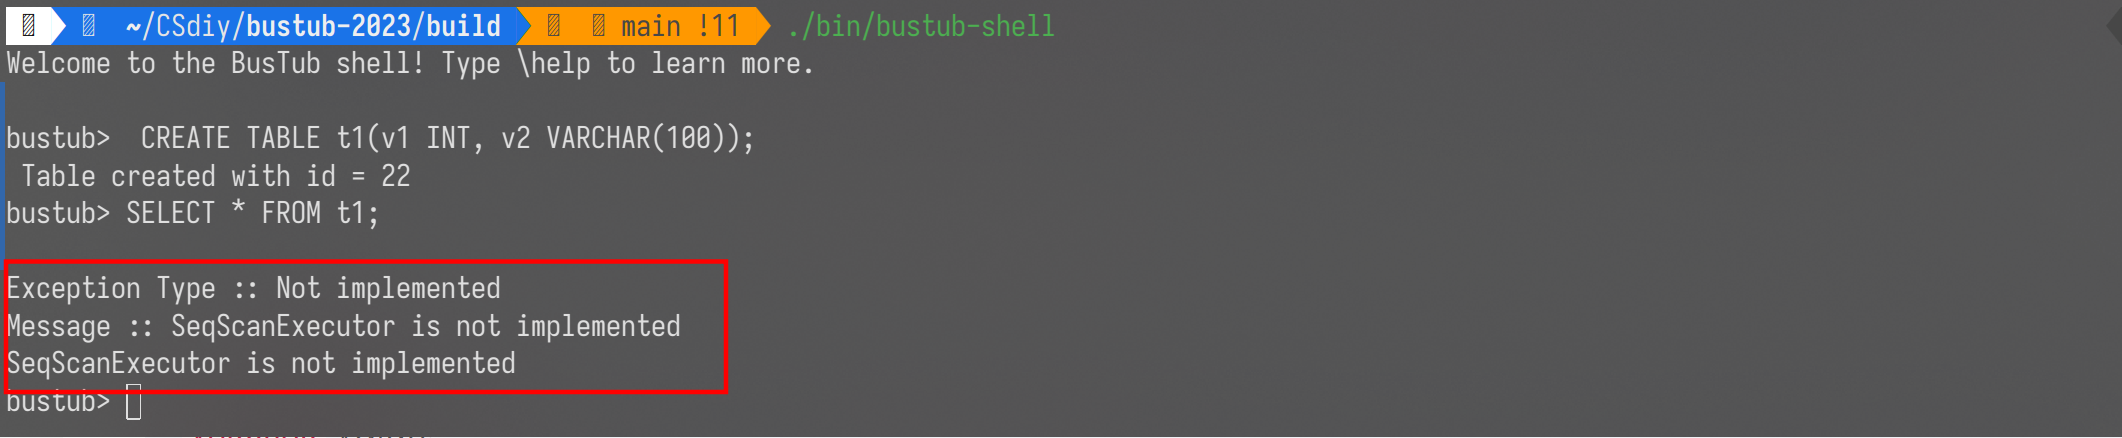 ~/CSdiy/bustub-2023/build main !11 ./bin/bustub-shell
Welcome to the BusTub shell! Type \help to learn more.
bustub>  CREATE TABLE t1(v1 INT, v2 VARCHAR(100));
Table created with id = 22
bustub> SELECT * FROM t1;
Exception Type :: Not implemented
Message :: SeqScanExecutor is not implemented
SeqScanExecutor is not implemented
bustub>